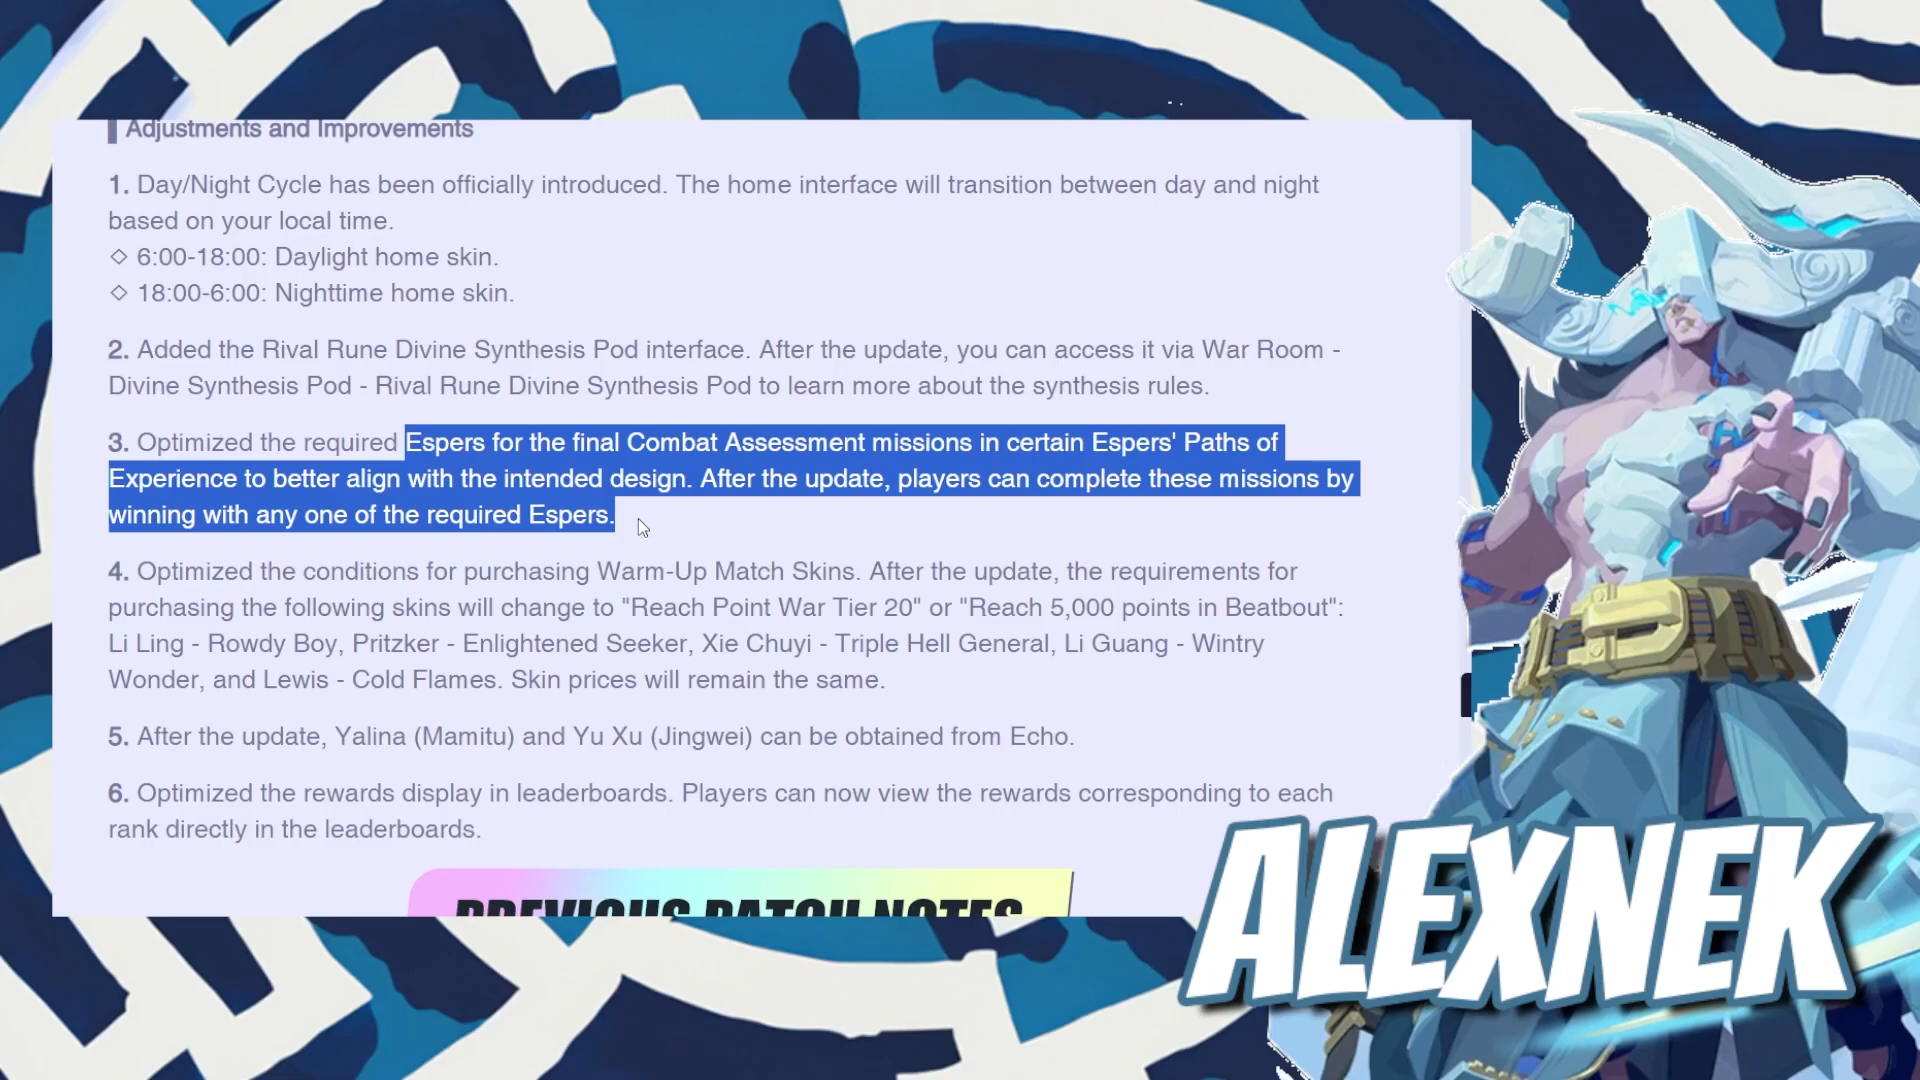 Adjustments and Improvements
1. Day/Night Cycle has been officially introduced. The home interface will transition between day and night
based on your local time.
◇ 6:00-18:00: Daylight home skin.
◇ 18:00-6:00: Nighttime home skin.
2. Added the Rival Rune Divine Synthesis Pod interface. After the update, you can access it via War Room -
Divine Synthesis Pod - Rival Rune Divine Synthesis Pod to learn more about the synthesis rules.
3. Optimized the required Espers for the final Combat Assessment missions in certain Espers' Paths of
Experience to better align with the intended design. After the update, players can complete these missions by
winning with any one of the required Espers.
4. Optimized the conditions for purchasing Warm-Up Match Skins. After the update, the requirements for
purchasing the following skins will change to "Reach Point War Tier 20" or "Reach 5,000 points in Beatbout":
Li Ling - Rowdy Boy, Pritzker - Enlightened Seeker, Xie Chuyi - Triple Hell General, Li Guang - Wintry
Wonder, and Lewis - Cold Flames. Skin prices will remain the same.
5. After the update, Yalina (Mamitu) and Yu Xu (Jingwei) can be obtained from Echo.
6. Optimized the rewards display in leaderboards. Players can now view the rewards corresponding to each
rank directly in the leaderboards.
PREVIOUS PATCH NOTES
ALEXNEK